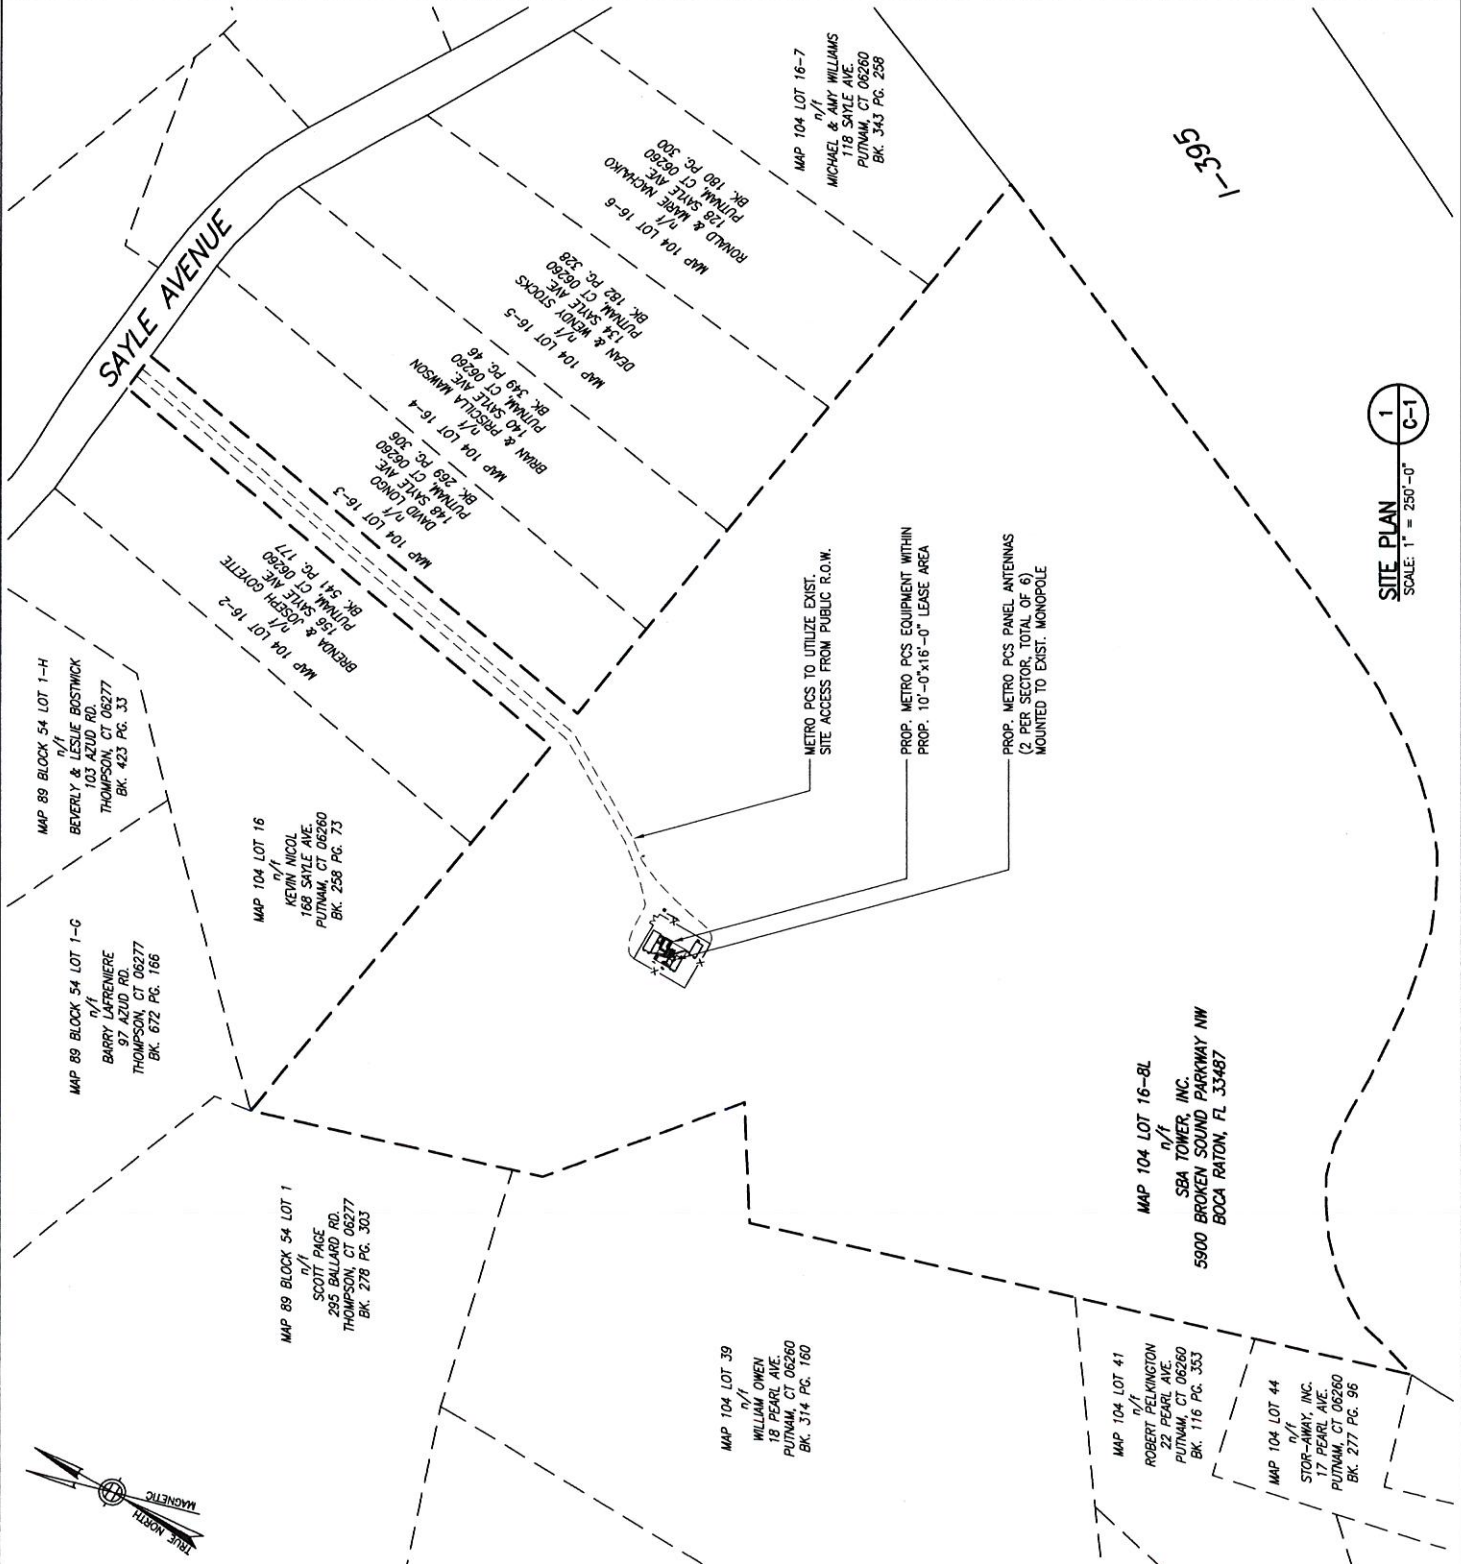 MAP 89 BLOCK 54 LOT 1-H
n/f
BEVERLY & LESLIE BOSTWICK
103 AZUD RD.
THOMPSON, CT 06277
BK. 423 PG. 33
MAP 89 BLOCK 54 LOT 1-G
n/f
BARRY LAFRENIERE
97 AZUD RD.
THOMPSON, CT 06277
BK. 672 PG. 166
MAP 104 LOT 16
n/f
KEVIN NICOL
168 SAYLE AVE.
PUTNAM, CT 06260
BK. 258 PG. 73
MAP 89 BLOCK 54 LOT 1
n/f
SCOTT PAGE
295 BALLARD RD.
THOMPSON, CT 06277
BK. 278 PG. 303
TRUE NORTH
MAGNETIC
SAYLE AVENUE
MAP 104 LOT 16-2
n/f
BRENDA & JOSEPH GOYETTE
156 SAYLE AVE.
PUTNAM, CT 06260
BK. 541 PG. 177
MAP 104 LOT 16-3
n/f
DAVID LONGO
148 SAYLE AVE.
PUTNAM, CT 06260
BK. 269 PG. 306
MAP 104 LOT 16-4
n/f
BRIAN & PRISCILLA MAWSON
140 SAYLE AVE.
PUTNAM, CT 06260
BK. 349 PG. 46
MAP 104 LOT 16-5
n/f
DEAN & WENDY STOCKS
134 SAYLE AVE.
PUTNAM, CT 06260
BK. 182 PG. 328
MAP 104 LOT 16-6
n/f
RONALD & MARIE NACHAJKO
128 SAYLE AVE.
PUTNAM, CT 06260
BK. 180 PG. 300
MAP 104 LOT 16-7
n/f
MICHAEL & AMY WILLIAMS
118 SAYLE AVE.
PUTNAM, CT 06260
BK. 343 PG. 258
I-395
METRO PCS TO UTILIZE EXIST.
SITE ACCESS FROM PUBLIC R.O.W.
PROP. METRO PCS EQUIPMENT WITHIN
PROP. 10'-0"x16'-0" LEASE AREA
PROP. METRO PCS PANEL ANTENNAS
(2 PER SECTOR, TOTAL OF 6)
MOUNTED TO EXIST. MONOPOLE
MAP 104 LOT 39
n/f
WILLIAM OWEN
18 PEARL AVE.
PUTNAM, CT 06260
BK. 314 PG. 160
MAP 104 LOT 16-8L
n/f
SBA TOWER, INC.
5900 BROKEN SOUND PARKWAY NW
BOCA RATON, FL 33487
MAP 104 LOT 41
n/f
ROBERT PELKINGTON
22 PEARL AVE.
PUTNAM, CT 06260
BK. 116 PG. 353
MAP 104 LOT 44
n/f
STOR-AWAY, INC.
17 PEARL AVE.
PUTNAM, CT 06260
BK. 277 PG. 96
SITE PLAN
SCALE: 1" = 250'-0"
1
C-1